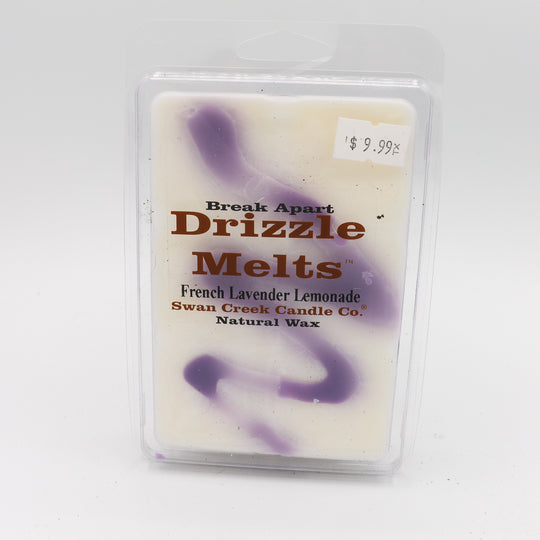 $ 9.99
Break Apart
Drizzle
Melts™
French Lavender Lemonade
Swan Creek Candle Co.®
Natural Wax